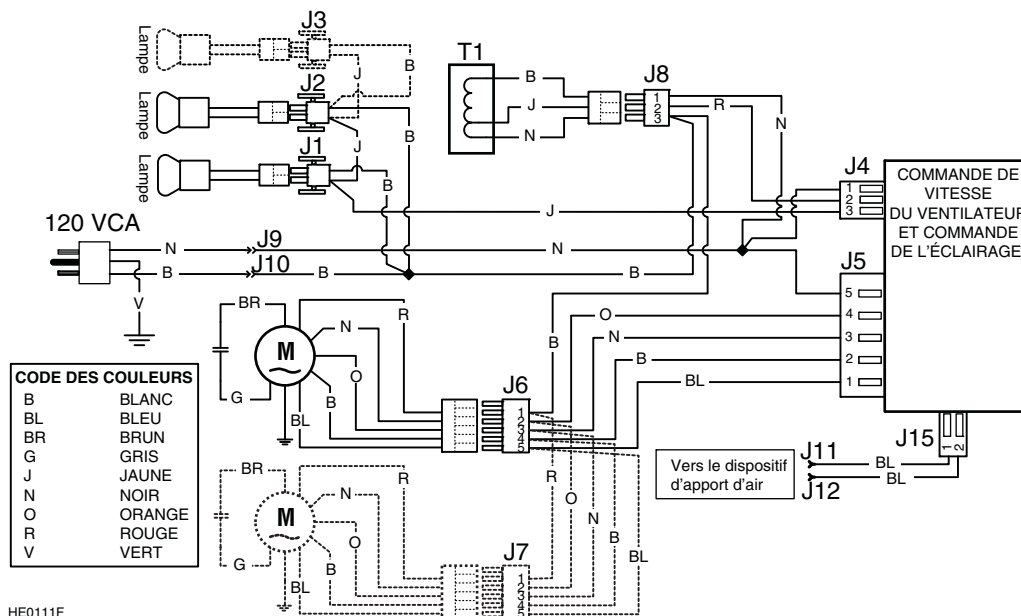 J3
Lampe
B
J
T1
J2
Lampe
B
J
N
J8
1
2
3
R
N
B
J
J1
Lampe
B
J4
1
2
3
COMMANDE DE
VITESSE
DU VENTILATEUR
ET COMMANDE
DE L'ÉCLAIRAGE
J
120 VCA
N
J9
N
B
J10
B
B
V
J5
5
4
3
2
1
BR
R
N
O
B
G
BL
M
B
O
N
B
BL
J6
1
2
3
4
5
CODE DES COULEURS
B BLANC
BL BLEU
BR BRUN
G GRIS
J JAUNE
N NOIR
O ORANGE
R ROUGE
V VERT
J15
1
2
J11
BL
J12
BL
Vers le dispositif
d'apport d'air
BR
R
N
O
B
G
BL
M
R
O
N
B
BL
J7
1
2
3
4
5
HE0111F